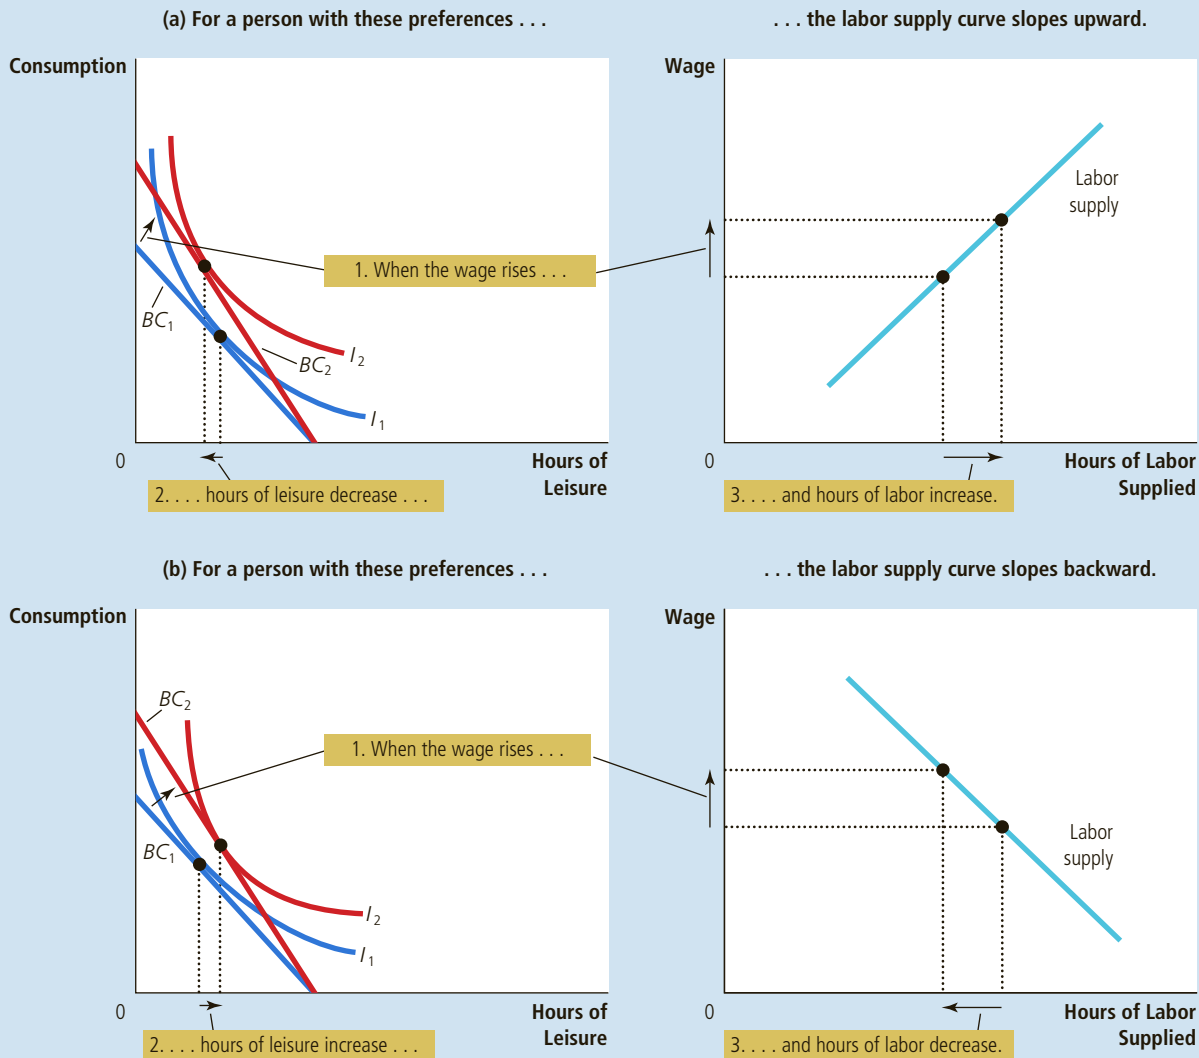 (a) For a person with these preferences . . .
. . . the labor supply curve slopes upward.
Consumption
Wage
Labor
supply
1. When the wage rises . . .
BC1
BC2
I2
I1
0
Hours of
Leisure
0
Hours of Labor
Supplied
2. . . . hours of leisure decrease . . .
3. . . . and hours of labor increase.
(b) For a person with these preferences . . .
. . . the labor supply curve slopes backward.
Consumption
Wage
BC2
1. When the wage rises . . .
BC1
Labor
supply
I2
I1
0
Hours of
Leisure
0
Hours of Labor
Supplied
2. . . . hours of leisure increase . . .
3. . . . and hours of labor decrease.